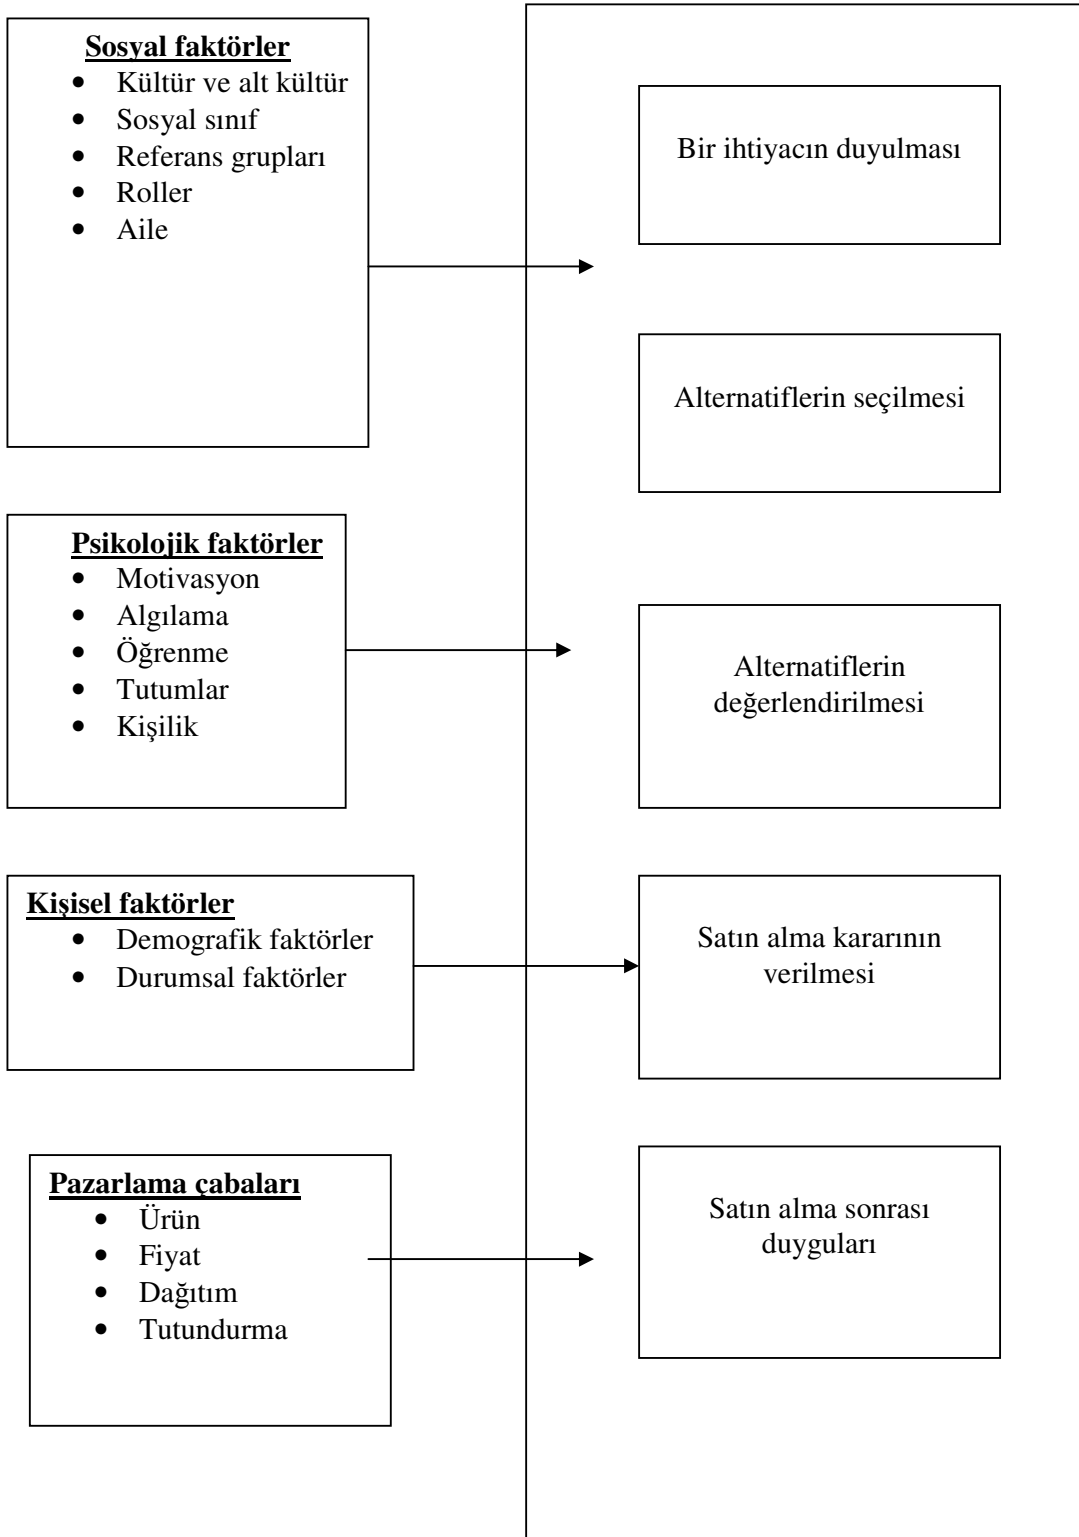 Sosyal faktörler
• Kültür ve alt kültür
• Sosyal sınıf
• Referans grupları
• Roller
• Aile
Psikolojik faktörler
• Motivasyon
• Algılama
• Öğrenme
• Tutumlar
• Kişilik
Kişisel faktörler
• Demografik faktörler
• Durumsal faktörler
Pazarlama çabaları
• Ürün
• Fiyat
• Dağıtım
• Tutundurma
Bir ihtiyacın duyulması
Alternatiflerin seçilmesi
Alternatiflerin
değerlendirilmesi
Satın alma kararının
verilmesi
Satın alma sonrası
duyguları